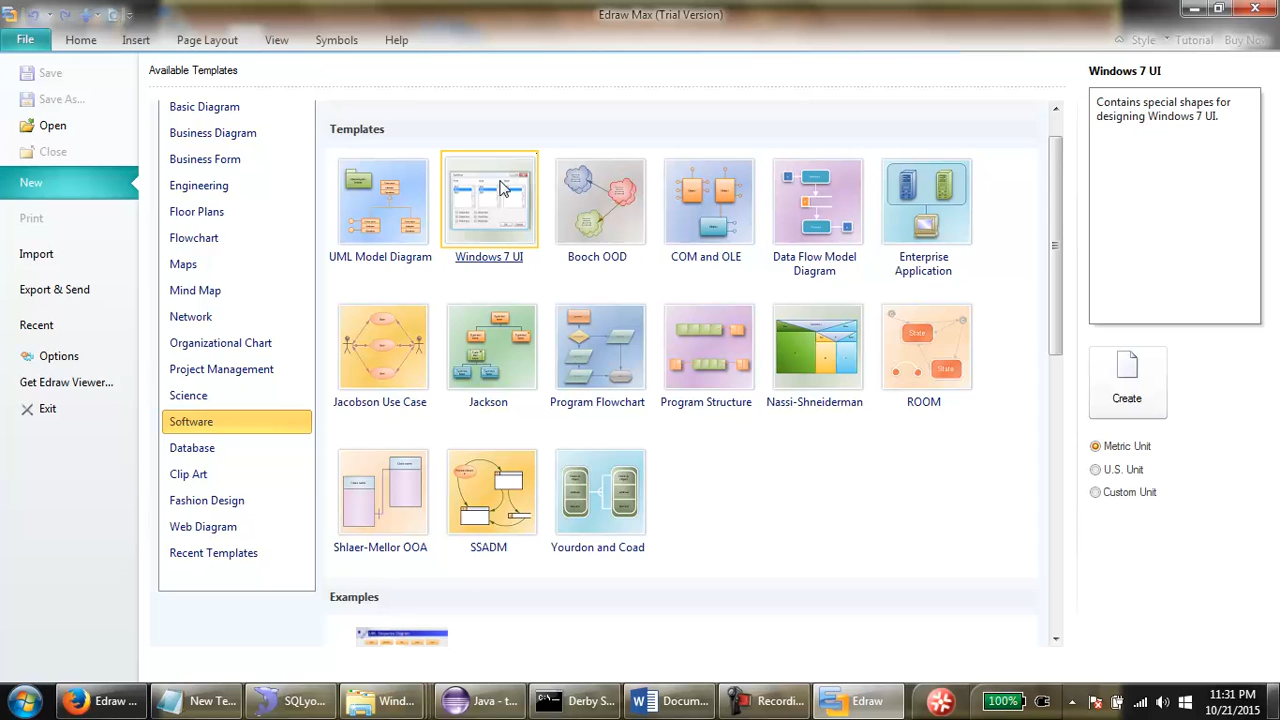 Edraw Max (Trial Version)
File Home Insert Page Layout View Symbols Help Style Tutorial Buy Now
Save
Save As...
Open
Close
New
Print
Import
Export & Send
Recent
Options
Get Edraw Viewer...
Exit
Available Templates
Basic Diagram
Business Diagram
Business Form
Engineering
Floor Plans
Flowchart
Maps
Mind Map
Network
Organizational Chart
Project Management
Science
Software
Database
Clip Art
Fashion Design
Web Diagram
Recent Templates
Templates
UML Model Diagram
Windows 7 UI
Booch OOD
COM and OLE
Data Flow Model
Diagram
Enterprise
Application
Jacobson Use Case
Jackson
Program Flowchart
Program Structure
Nassi-Shneiderman
State
State
ROOM
Shlaer-Mellor OOA
SSADM
Yourdon and Coad
Examples
Windows 7 UI
Contains special shapes for
designing Windows 7 UI.
Create
Metric Unit
U.S. Unit
Custom Unit
Edraw ... New Te... SQLyo... Wind... Java - t... Derby S... Docum... Recordi... Edraw 100% 11:31 PM
10/21/2015